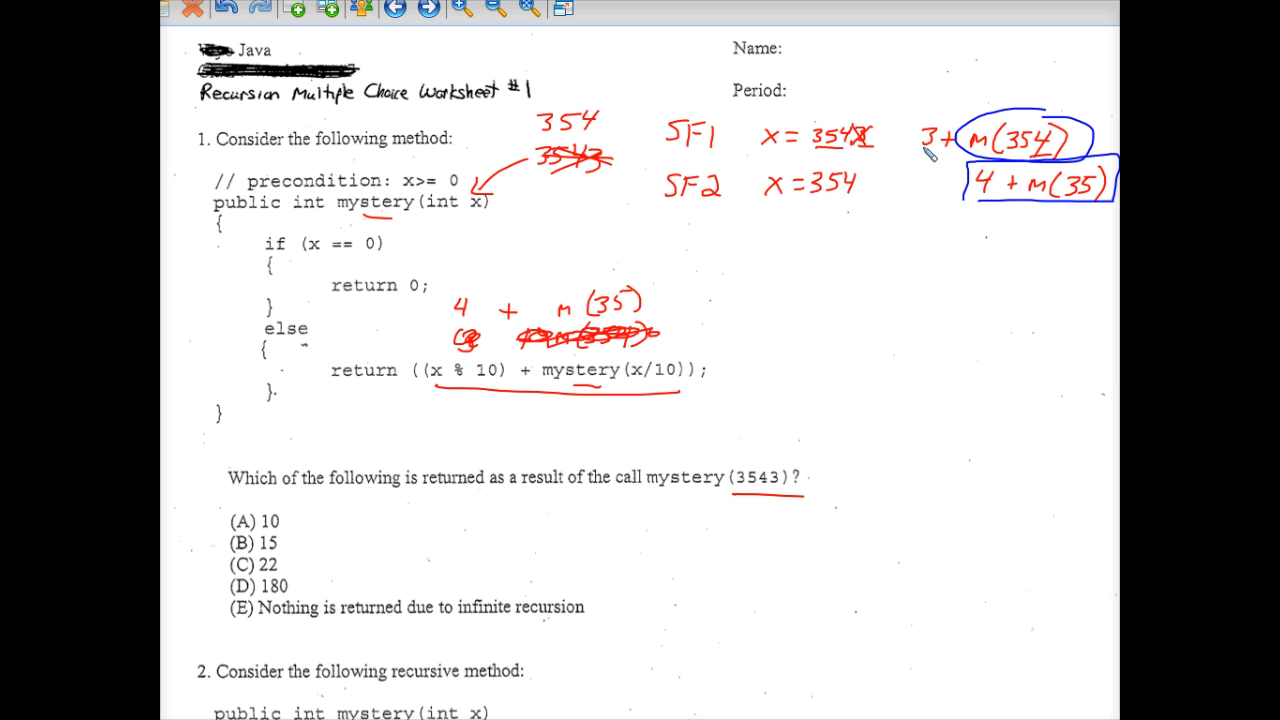 Java
Name:
Period:
Recursion Multiple Choice Worksheet #1
354
3543
1. Consider the following method:
SF1 x = 3543 3 + m(354)
SF2 x = 354 4 + m(35)
// precondition: x>= 0
public int mystery(int x)
{
if (x == 0)
{
return 0;
}
4 + m(35)
else
{
return ((x % 10) + mystery(x/10));
}
}
Which of the following is returned as a result of the call mystery(3543)?
(A) 10
(B) 15
(C) 22
(D) 180
(E) Nothing is returned due to infinite recursion
2. Consider the following recursive method:
public int mystery(int x)